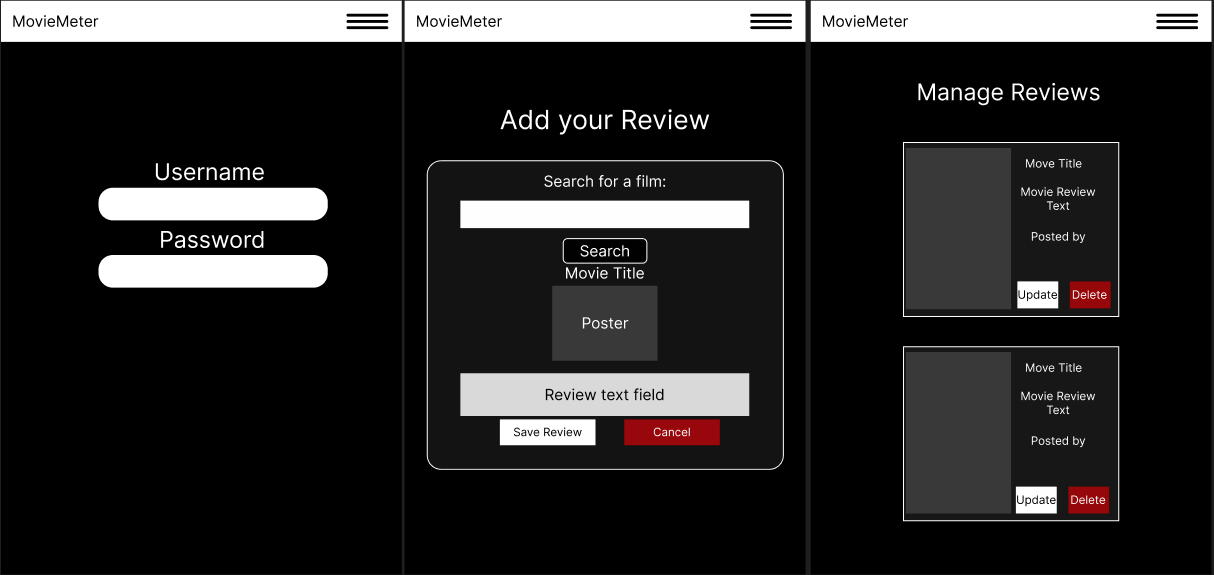 MovieMeter
Username
Password
MovieMeter
Add your Review
Search for a film:
Search
Movie Title
Poster
Review text field
Save Review
Cancel
MovieMeter
Manage Reviews
Move Title
Movie Review
Text
Posted by
Update
Delete
Move Title
Movie Review
Text
Posted by
Update
Delete